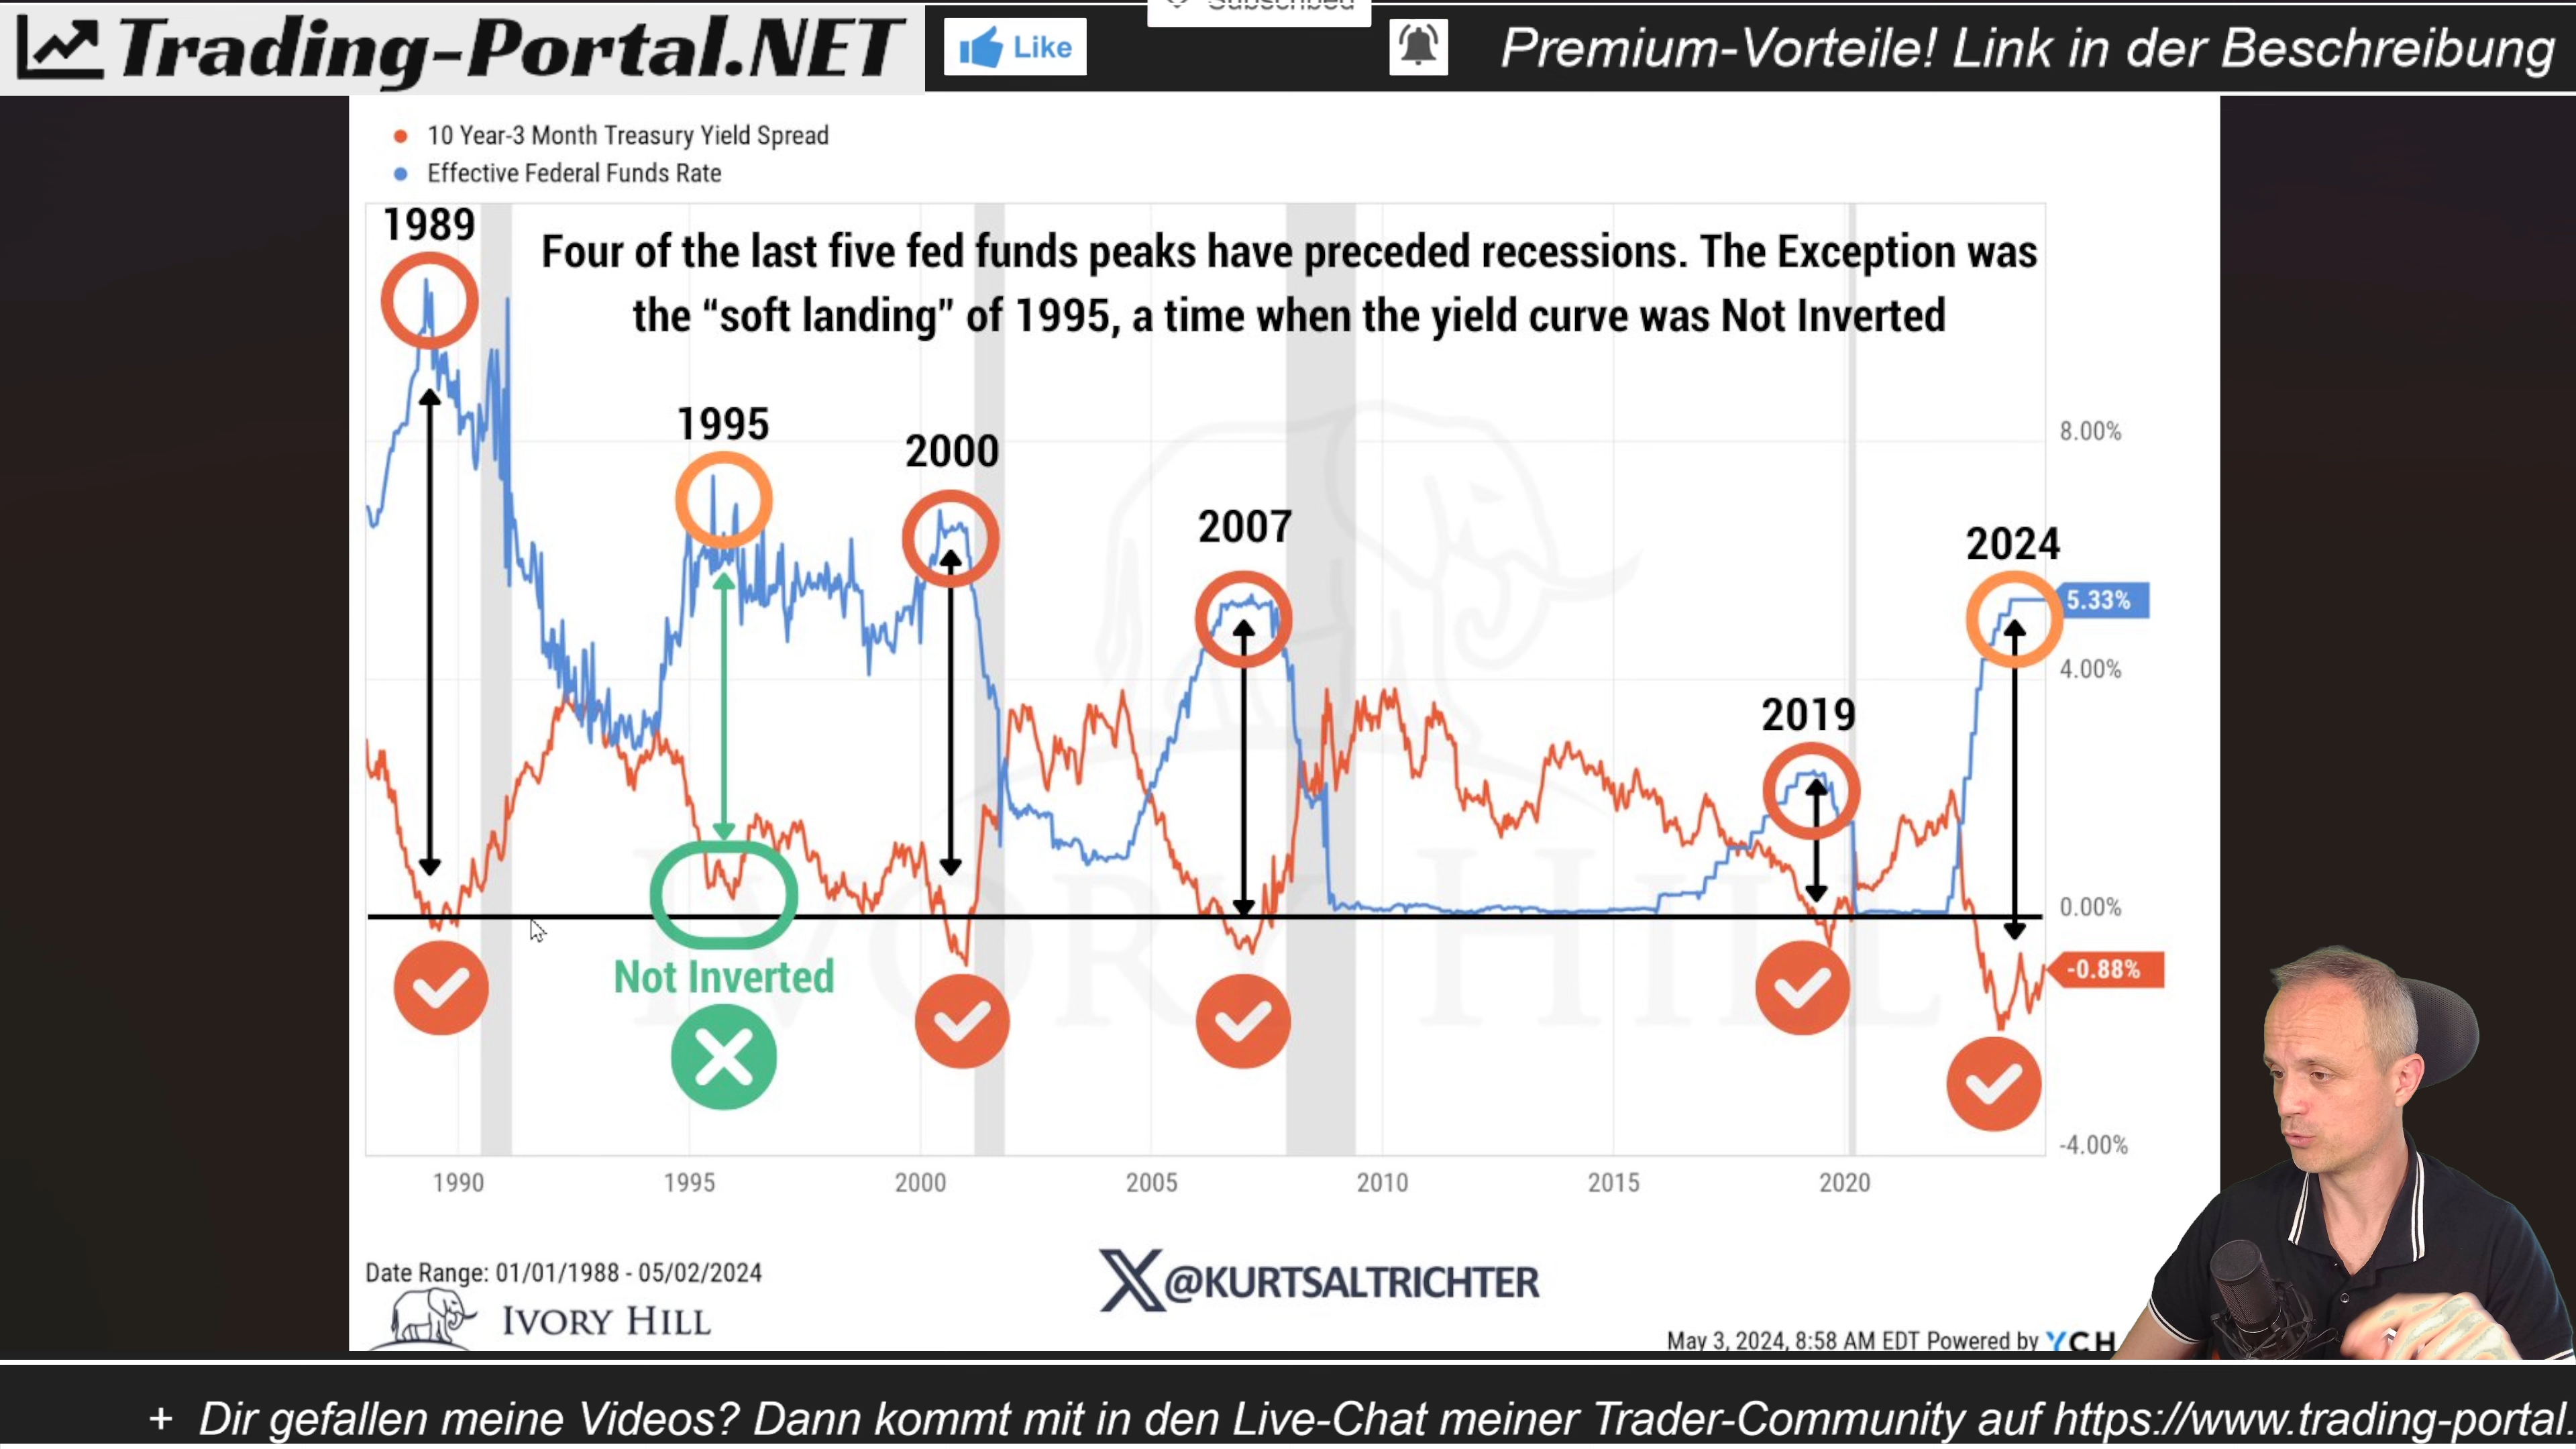 Subscribed
Trading-Portal.NET
Like
Premium-Vorteile! Link in der Beschreibung
10 Year-3 Month Treasury Yield Spread
Effective Federal Funds Rate
1989
Four of the last five fed funds peaks have preceded recessions. The Exception was
the “soft landing” of 1995, a time when the yield curve was Not Inverted
1995
2000
2007
2019
2024
8.00%
5.33%
4.00%
0.00%
-0.88%
-4.00%
Not Inverted
IVORY HILL
1990
1995
2000
2005
2010
2015
2020
Date Range: 01/01/1988 - 05/02/2024
IVORY HILL
X@KURTSALTRICHTER
May 3, 2024, 8:58 AM EDT Powered by YCH
+ Dir gefallen meine Videos? Dann kommt mit in den Live-Chat meiner Trader-Community auf https://www.trading-portal.